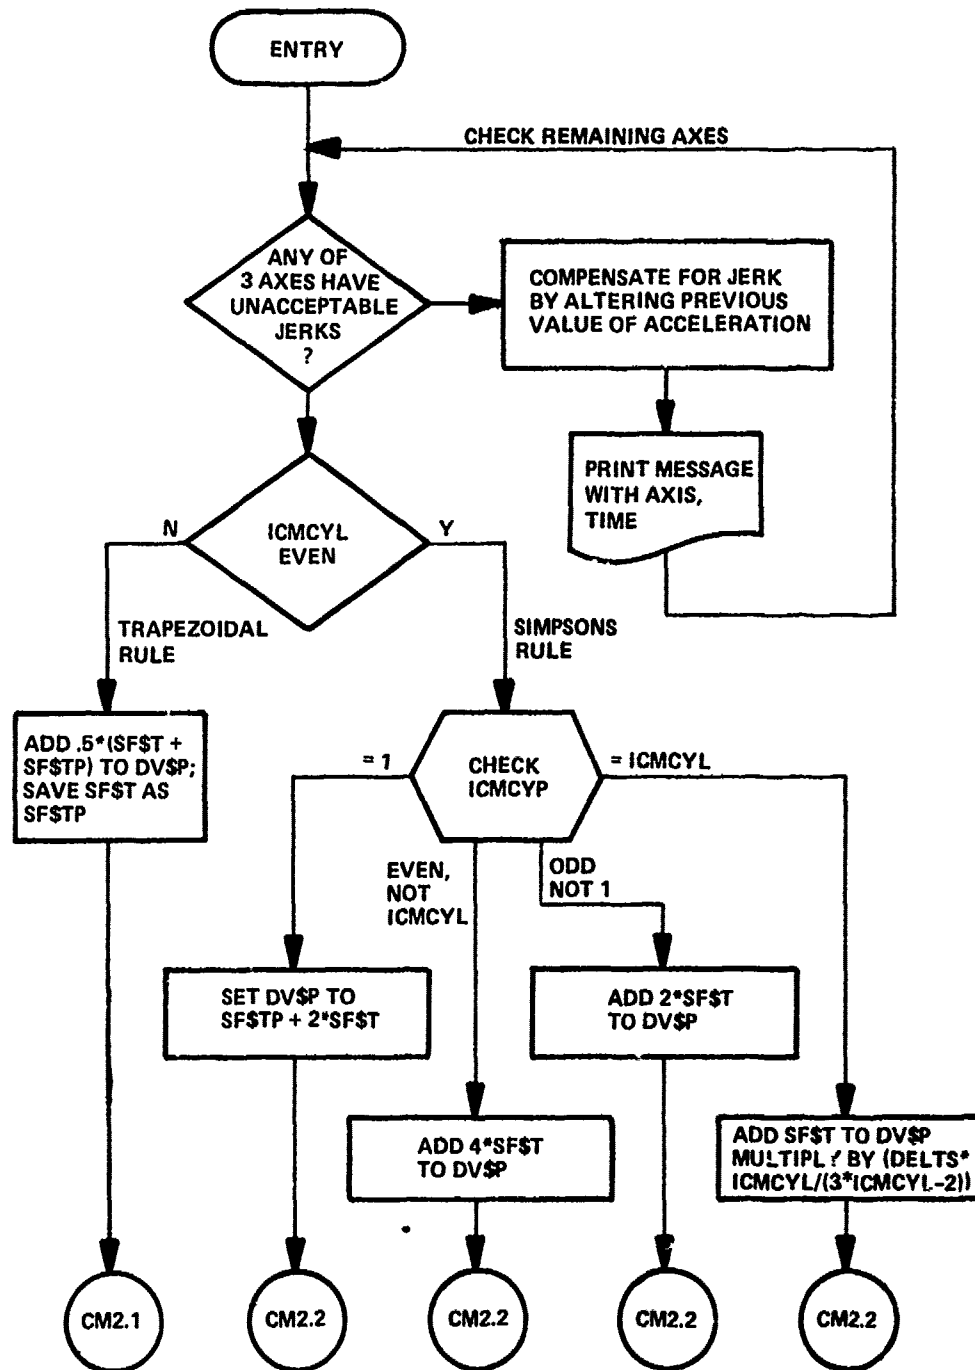 ENTRY
CHECK REMAINING AXES
ANY OF
3 AXES HAVE
UNACCEPTABLE
JERKS
?
COMPENSATE FOR JERK
BY ALTERING PREVIOUS
VALUE OF ACCELERATION
PRINT MESSAGE
WITH AXIS,
TIME
N
ICMCYL
EVEN
Y
TRAPEZOIDAL
RULE
SIMPSONS
RULE
ADD .5*(SF$T +
SF$TP) TO DV$P;
SAVE SF$T AS
SF$TP
= 1
CHECK
ICMCYP
= ICMCYL
EVEN,
NOT
ICMCYL
ODD
NOT 1
SET DV$P TO
SF$TP + 2*SF$T
ADD 2*SF$T
TO DV$P
ADD 4*SF$T
TO DV$P
ADD SF$T TO DV$P
BY (DELTS*
ICMCYL/(3*ICMCYL-2))
CM2.1
CM2.2
CM2.2
CM2.2
CM2.2